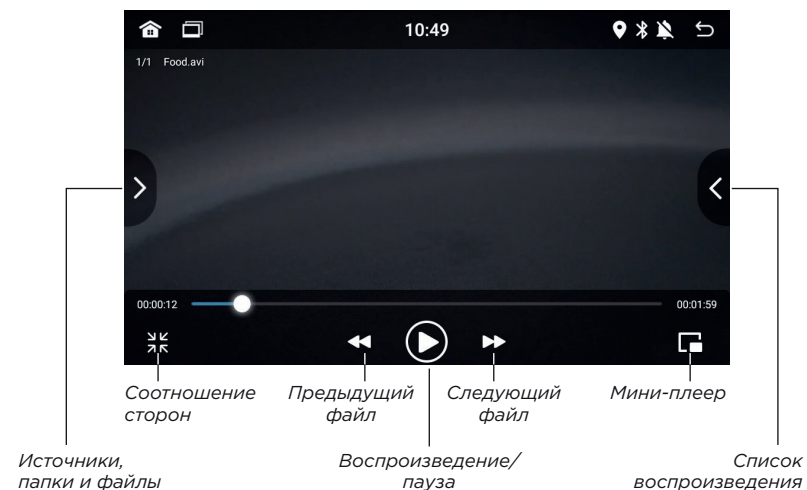 10:49
1/1 Food.avi
00:00:12
00:01:59
Соотношение
сторон
Предыдущий
файл
Следующий
файл
Мини-плеер
Источники,
папки и файлы
Воспроизведение/
пауза
Список
воспроизведения